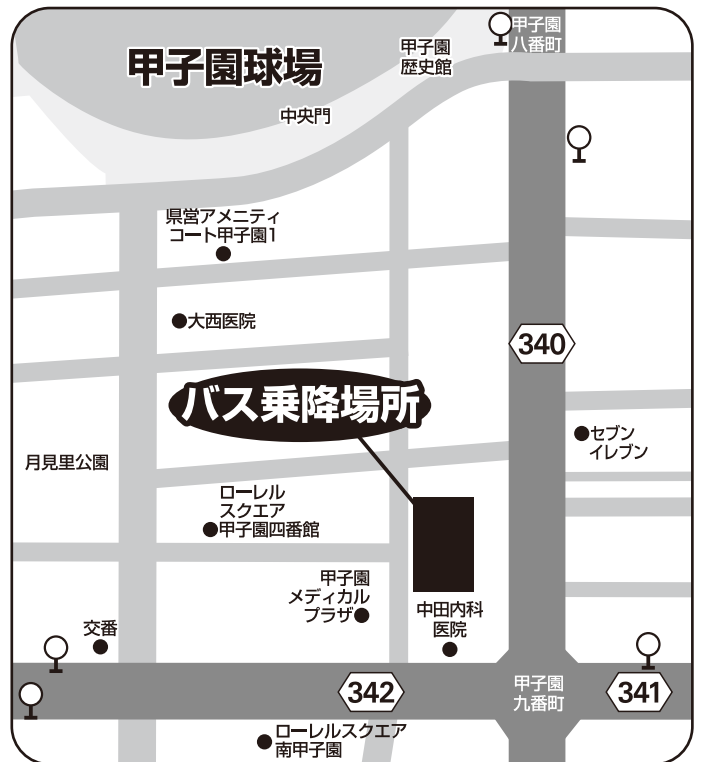 甲子園
八番町
甲子園
歴史館
甲子園球場
中央門
県営アメニティ
コート甲子園1
大西医院
340
バス乗降場所
セブン
イレブン
月見里公園
ローレル
スクエア
甲子園四番館
甲子園
メディカル
プラザ
中田内科
医院
交番
342
甲子園
九番町
341
ローレルスクエア
南甲子園